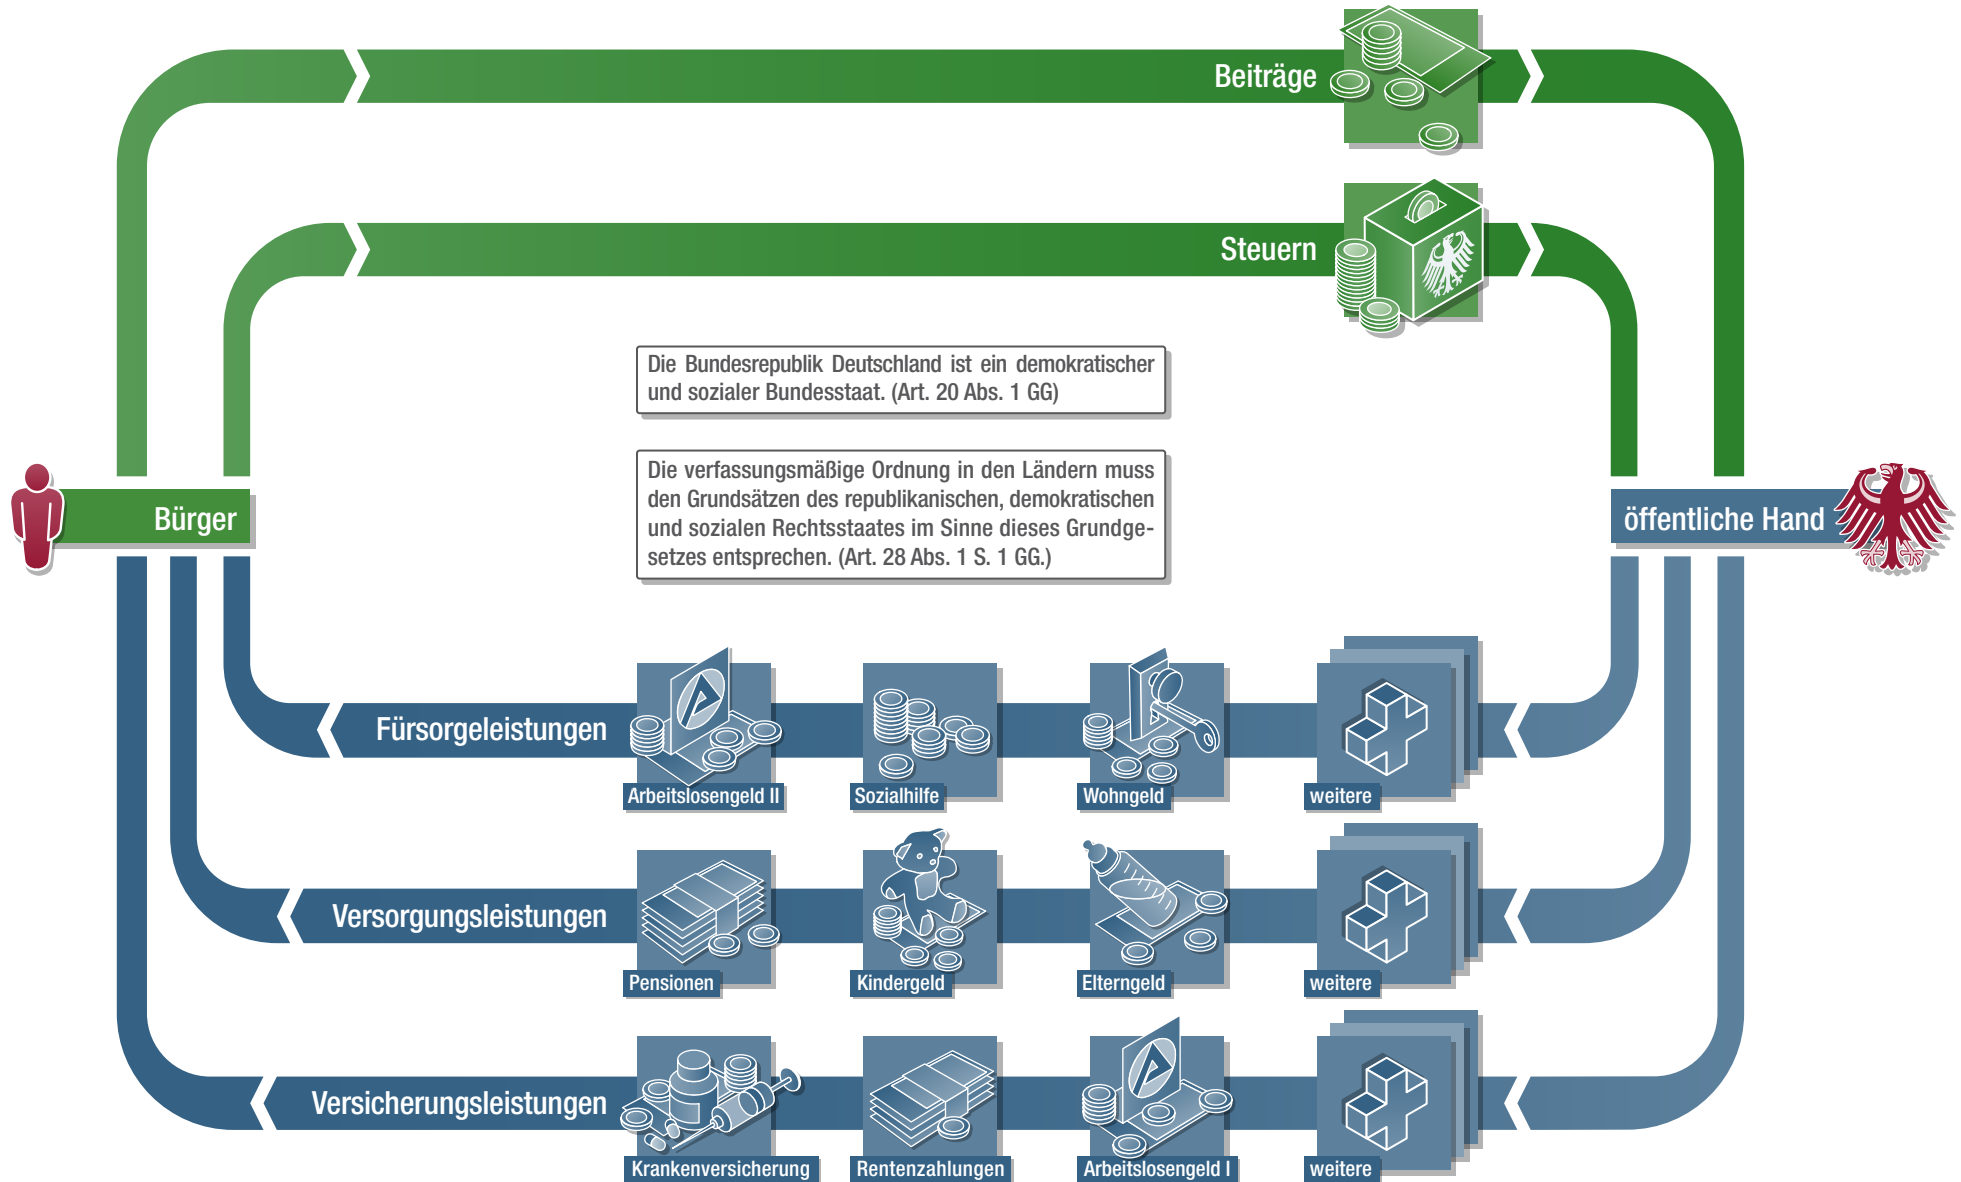 Beiträge
Steuern
Die Bundesrepublik Deutschland ist ein demokratischer
und sozialer Bundesstaat. (Art. 20 Abs. 1 GG)
Die verfassungsmäßige Ordnung in den Ländern muss
den Grundsätzen des republikanischen, demokratischen
und sozialen Rechtsstaates im Sinne dieses Grundge-
setzes entsprechen. (Art. 28 Abs. 1 S. 1 GG.)
Bürger
öffentliche Hand
Fürsorgeleistungen
Arbeitslosengeld II
Sozialhilfe
Wohngeld
weitere
Versorgungsleistungen
Pensionen
Kindergeld
Elterngeld
weitere
Versicherungsleistungen
Krankenversicherung
Rentenzahlungen
Arbeitslosengeld I
weitere